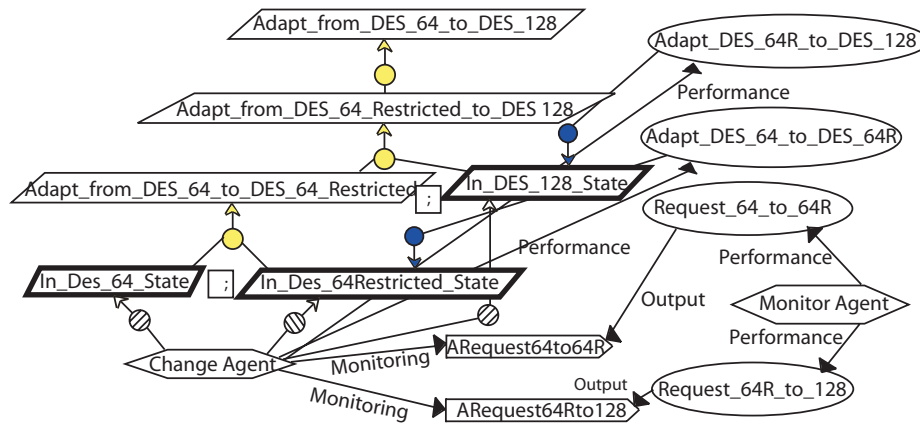 Adapt_from_DES_64_to_DES_128
Adapt_DES_64R_to_DES_128
Performance
Adapt_from_DES_64_Restricted_to_DES 128
Adapt_DES_64_to_DES_64R
In_DES_128_State
Adapt_from_DES_64_to_DES_64_Restricted
;
Request_64_to_64R
Performance
Performance
In_Des_64_State
;
In_Des_64Restricted_State
Output
Monitor Agent
Performance
ARequest64to64R
Change Agent
Monitoring
Output
Request_64R_to_128
Monitoring
ARequest64Rto128